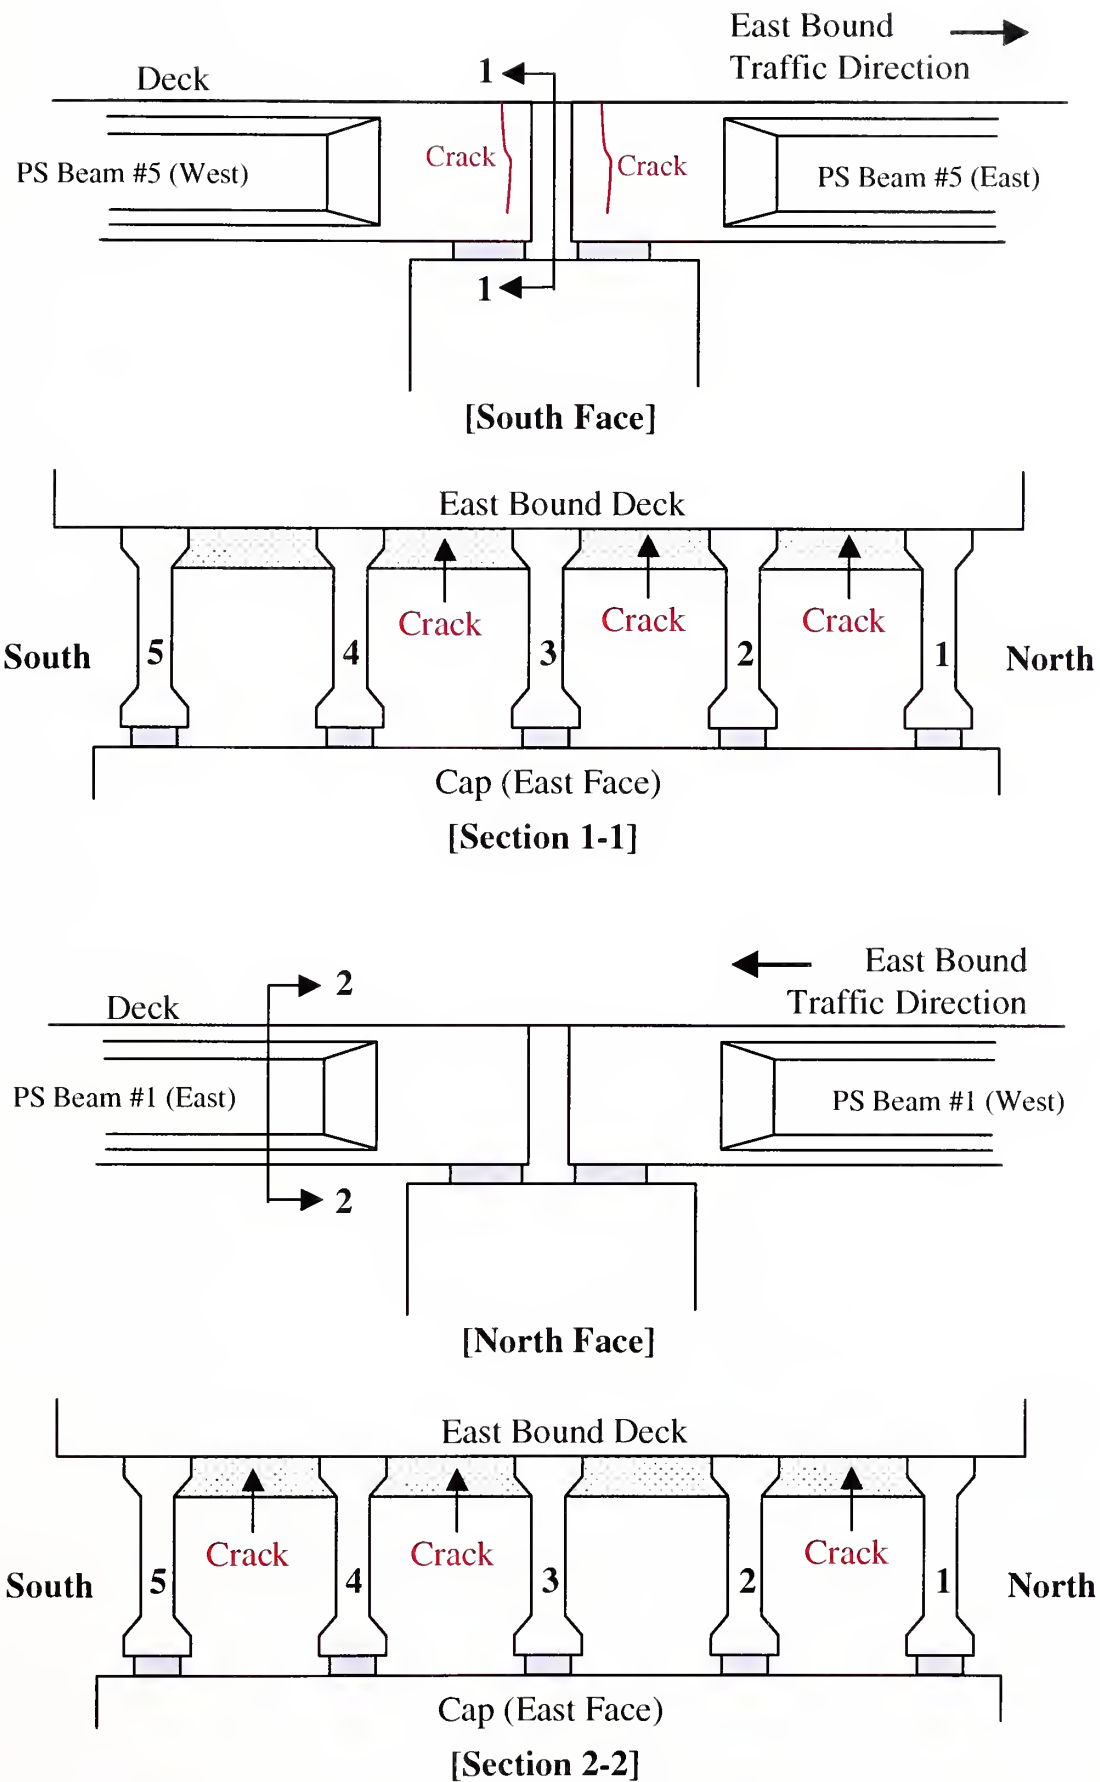 East Bound
Traffic Direction
Deck
1
Crack
Crack
PS Beam #5 (West)
PS Beam #5 (East)
1
[South Face]
East Bound Deck
Crack
Crack
Crack
South
5
4
3
2
1
North
Cap (East Face)
[Section 1-1]
East Bound
Traffic Direction
2
Deck
PS Beam #1 (East)
PS Beam #1 (West)
2
[North Face]
East Bound Deck
Crack
Crack
Crack
South
5
4
3
2
1
North
Cap (East Face)
[Section 2-2]